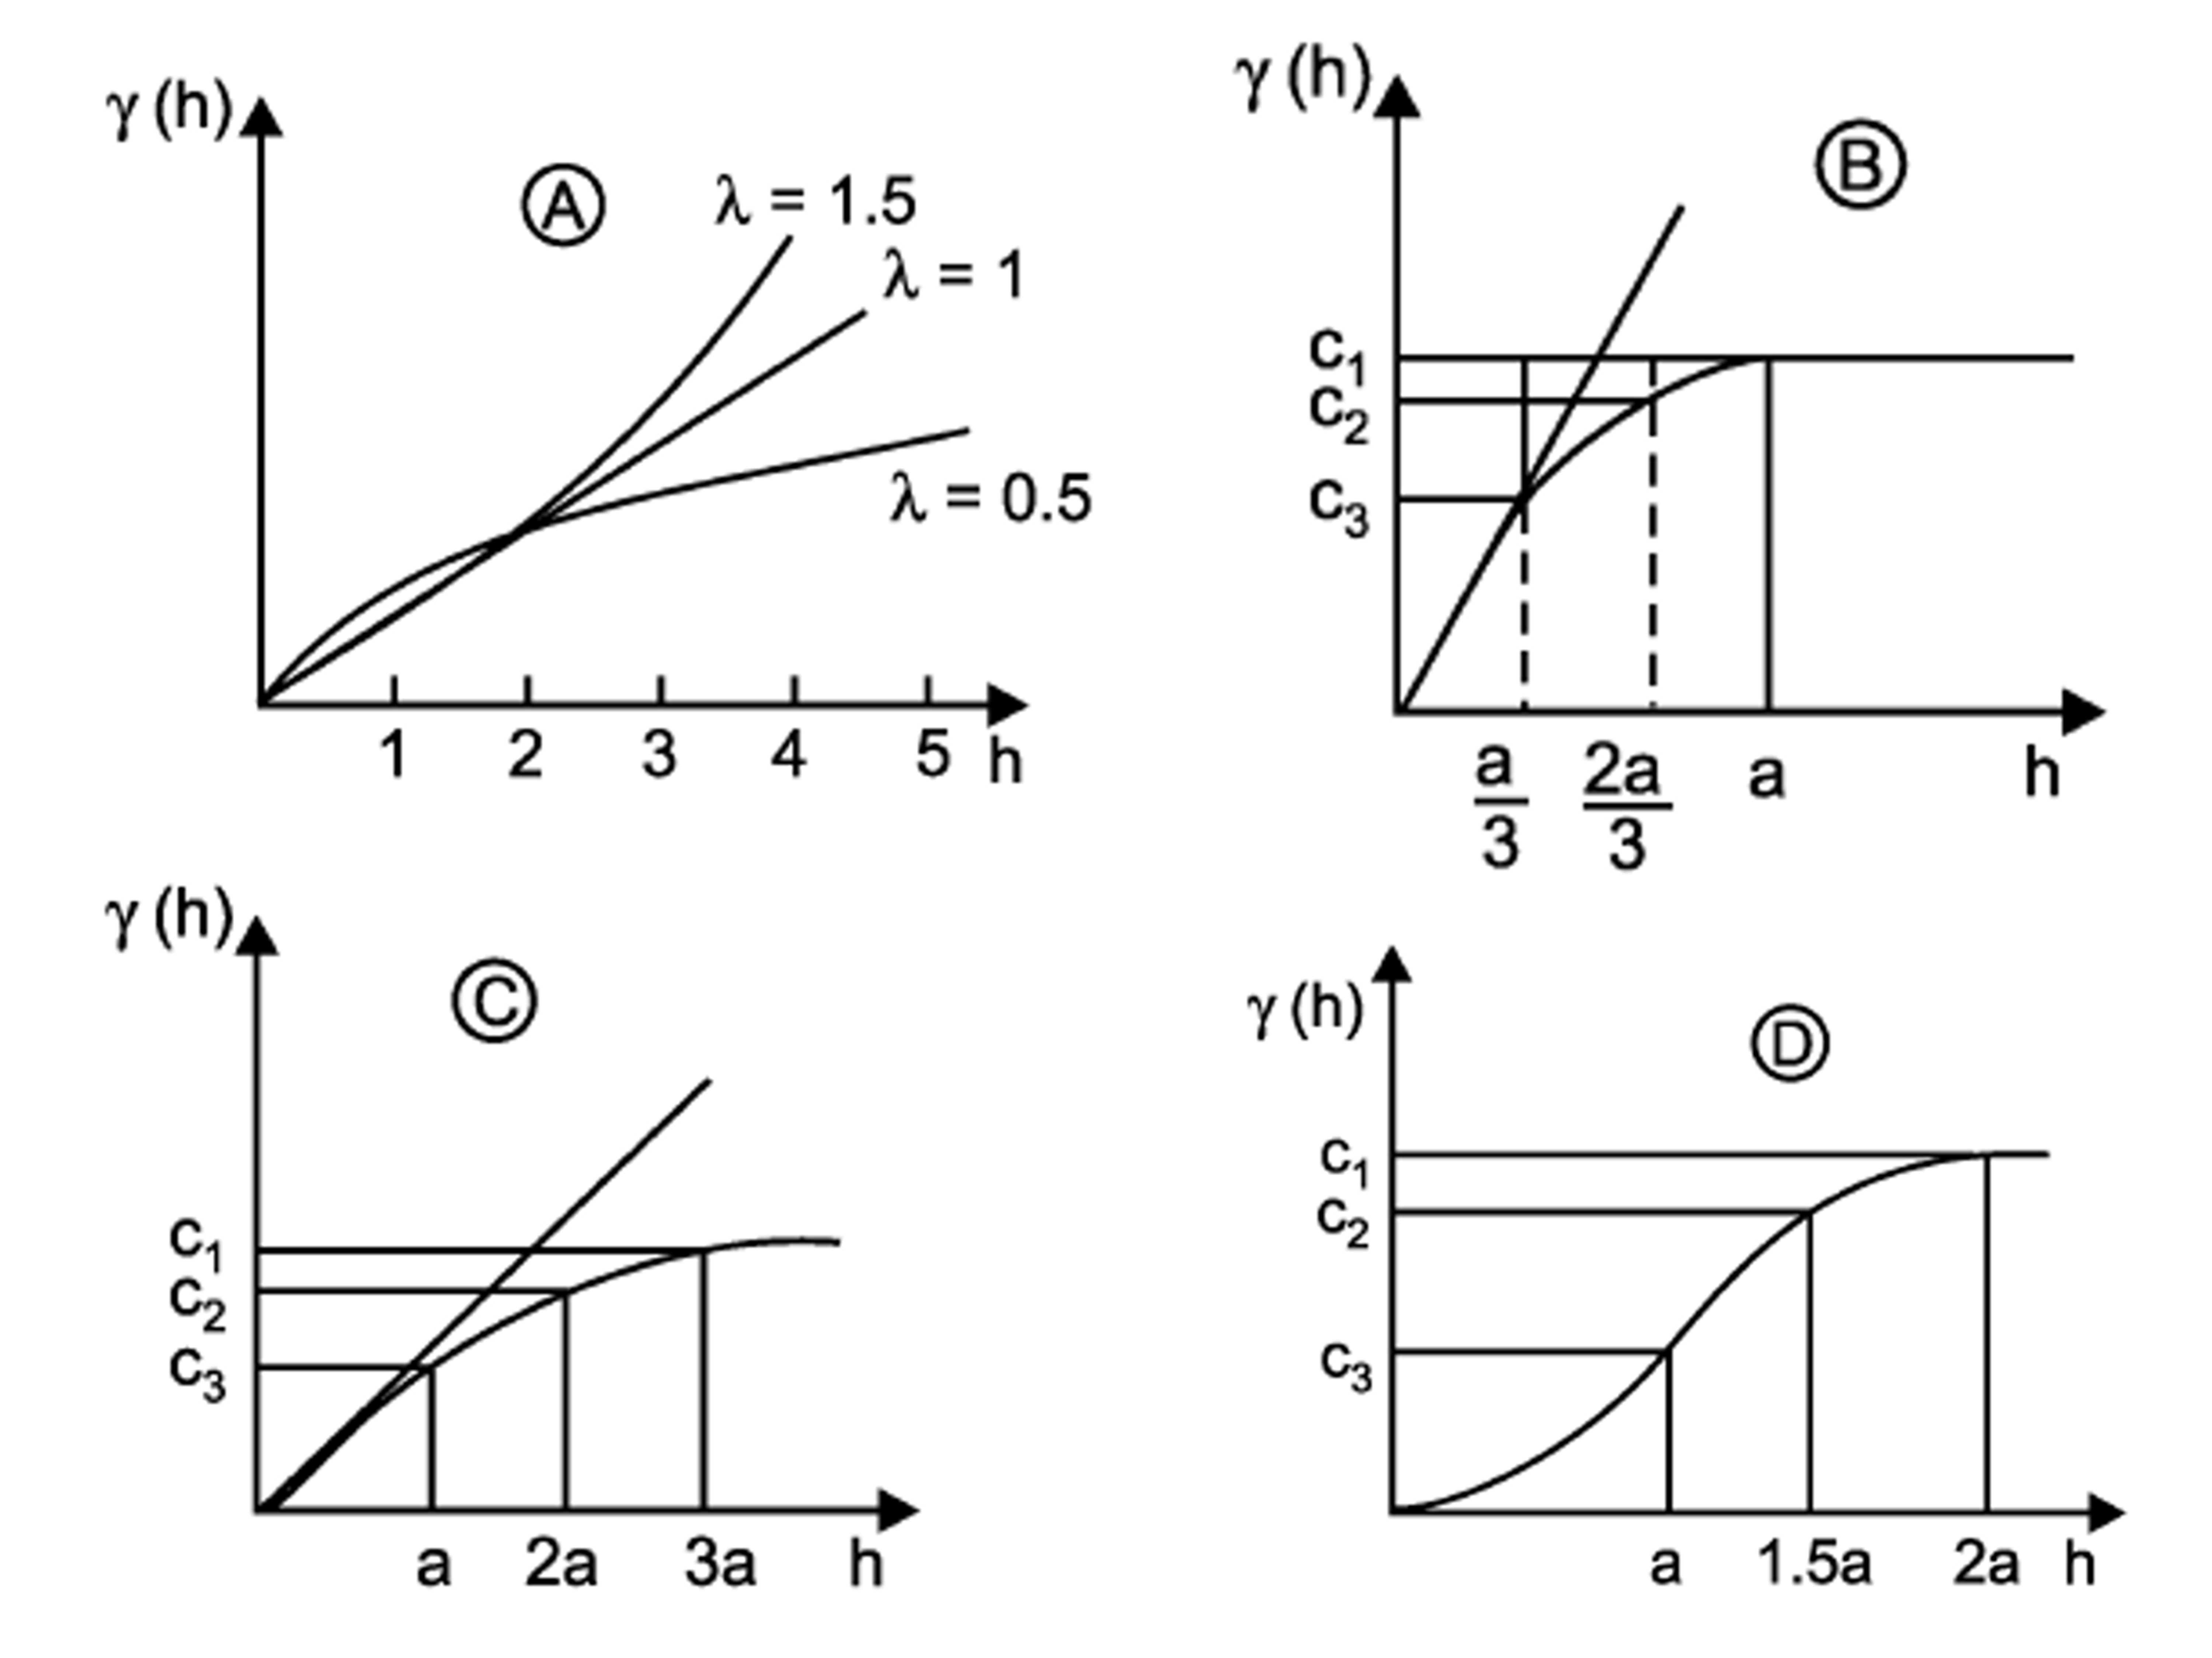 γ (h)
A
λ = 1.5
λ = 1
λ = 0.5
1 2 3 4 5 h
γ (h)
B
c₁
c₂
c₃
a/3 2a/3 a h
γ (h)
C
c₁
c₂
c₃
a 2a 3a h
γ (h)
D
c₁
c₂
c₃
a 1.5a 2a h